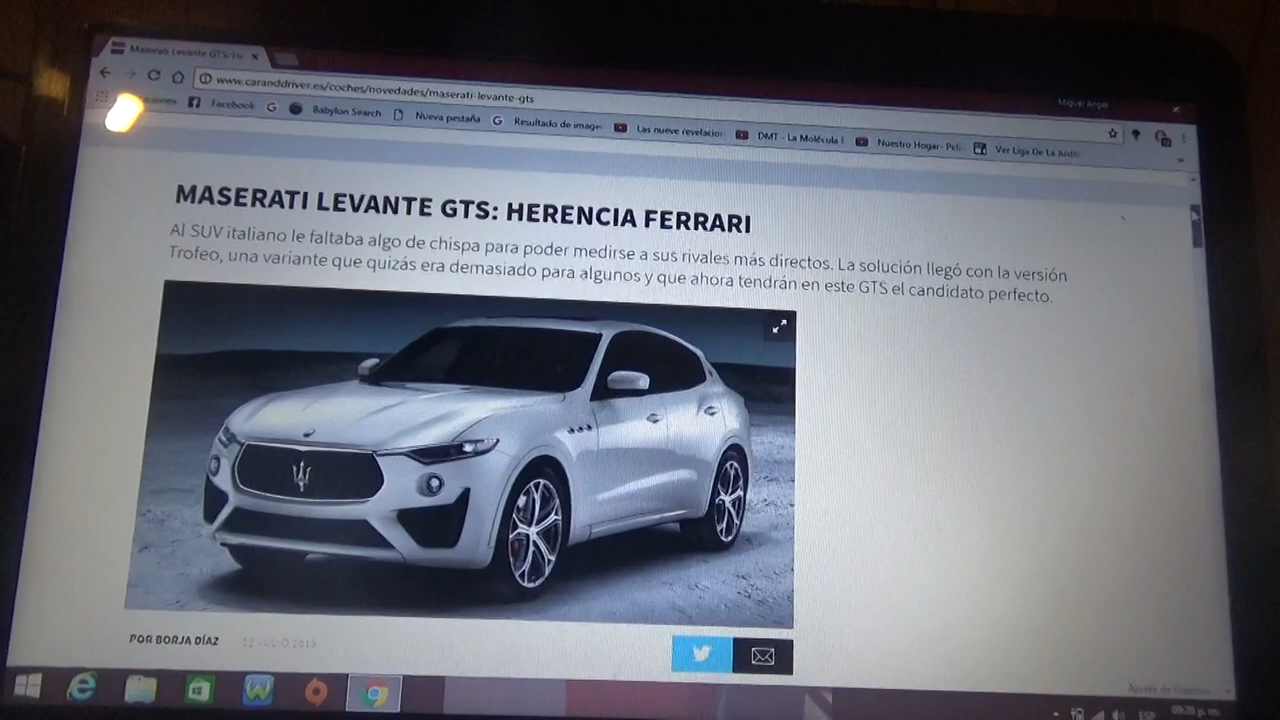 Maserati Levante GTS: He
www.caranddriver.es/coches/novedades/maserati-levante-gts
Miguel Angel
Facebook
Babylon Search
Nueva pestaña
Resultado de image
Las nueve revelacion
DMT - La Molécula
Nuestro Hogar- Pelí
Ver Liga De La Justic
MASERATI LEVANTE GTS: HERENCIA FERRARI
Al SUV italiano le faltaba algo de chispa para poder medirse a sus rivales más directos. La solución llegó con la versión
Trofeo, una variante que quizás era demasiado para algunos y que ahora tendrán en este GTS el candidato perfecto.
POR BORJA DÍAZ
ESP